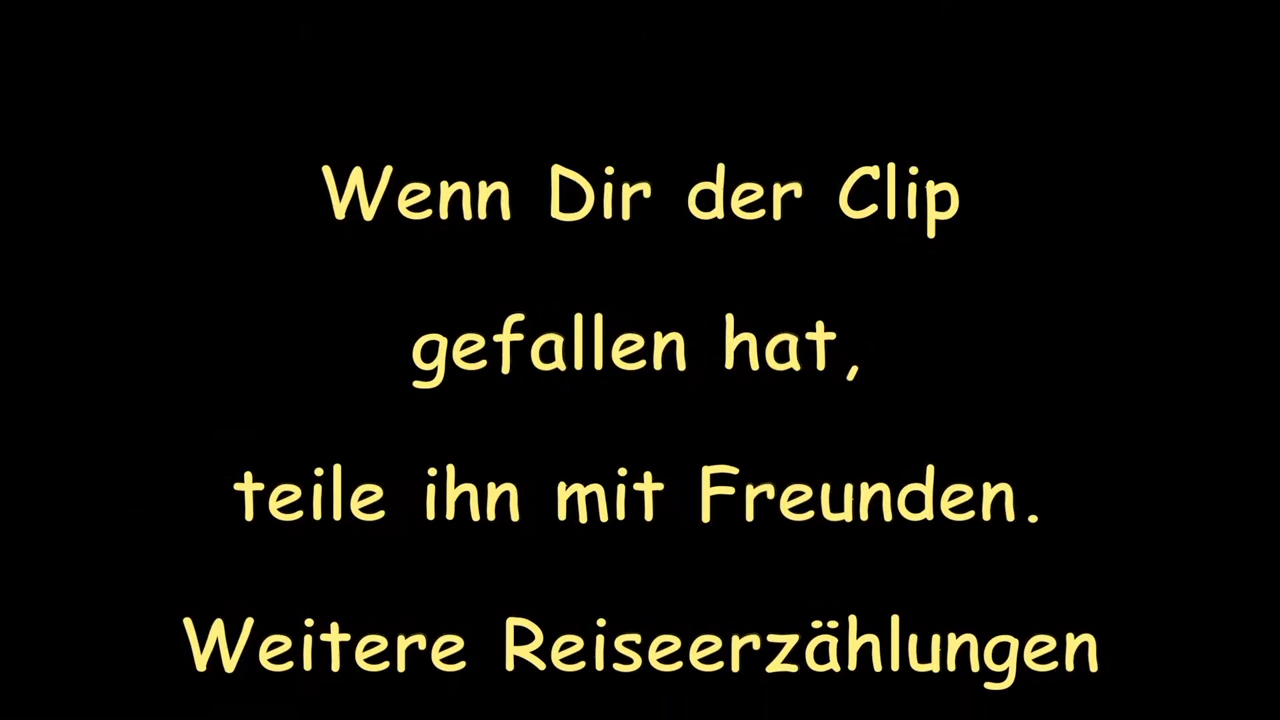 Wenn Dir der Clip
gefallen hat,
teile ihn mit Freunden.
Weitere Reiseerzählungen